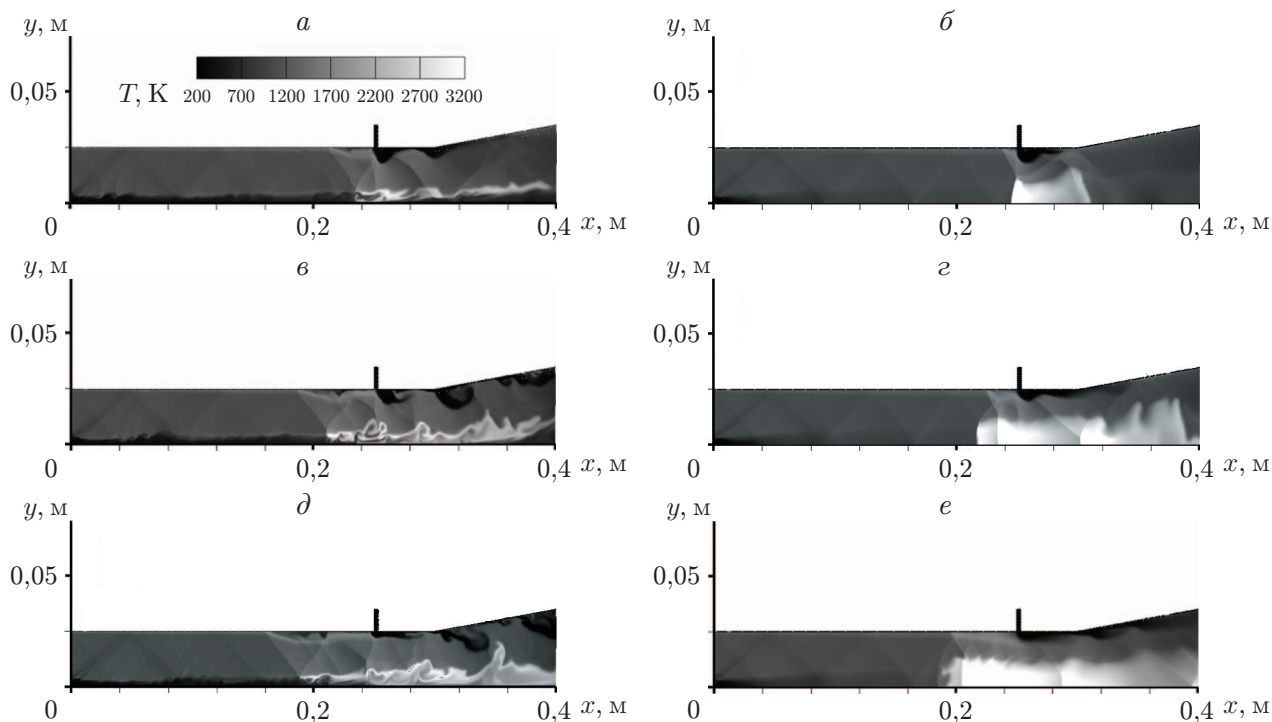 y, м а y, м б
0,05 0,05
T, К 200 700 1200 1700 2200 2700 3200
0 0,2 0,4 x, м 0 0,2 0,4 x, м
y, м в y, м г
0,05 0,05
0 0,2 0,4 x, м 0 0,2 0,4 x, м
y, м д y, м е
0,05 0,05
0 0,2 0,4 x, м 0 0,2 0,4 x, м